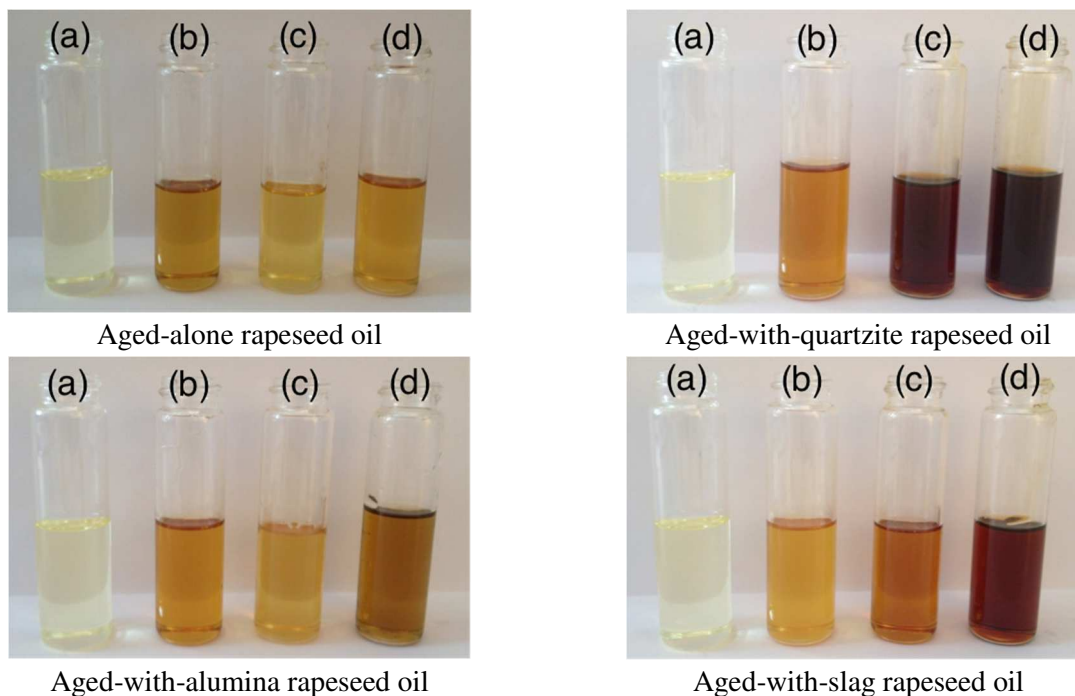 (a) (b) (c) (d)
Aged-alone rapeseed oil
(a) (b) (c) (d)
Aged-with-quartzite rapeseed oil
(a) (b) (c) (d)
Aged-with-alumina rapeseed oil
(a) (b) (c) (d)
Aged-with-slag rapeseed oil